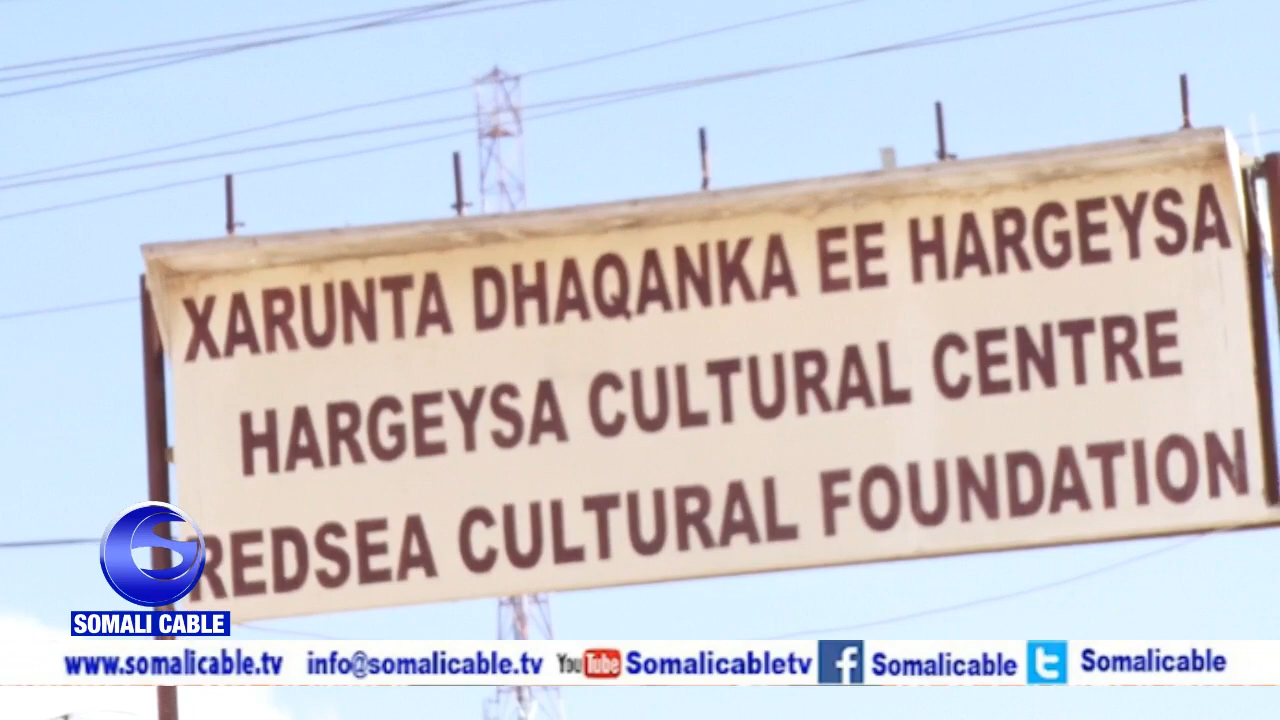 XARUNTA DHAQANKA EE HARGEYSA
HARGEYSA CULTURAL CENTRE
REDSEA CULTURAL FOUNDATION
S
SOMALI CABLE
www.somalicable.tv info@somalicable.tv YouTube Somalicabletv f Somalicable t Somalicable